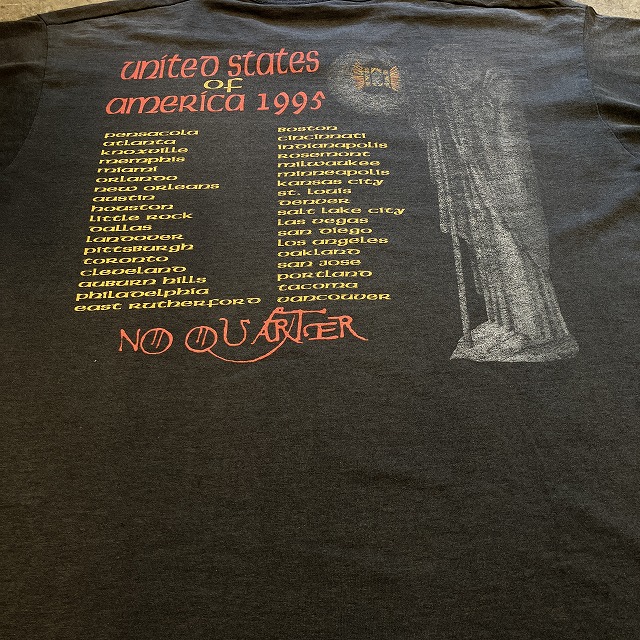 united states
of
america 1995
pensacola
atlanta
knoxville
memphis
miami
orlando
new orleans
austin
houston
little rock
dallas
landover
pittsburgh
toronto
cleveland
auburn hills
philadelphia
east rutherford
boston
cincinnati
indianapolis
rosemont
milwaukee
minneapolis
kansas city
st. louis
denver
salt lake city
las vegas
san diego
los angeles
oakland
san jose
portland
tacoma
vancouver
NO QUARTER